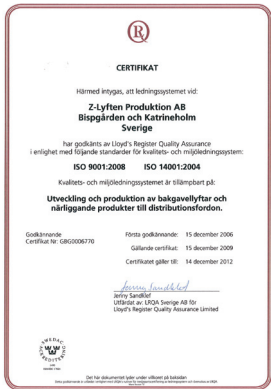 CERTIFIKAT
Härmed intygas, att ledningssystemet vid:
Z-Lyften Produktion AB
Bispgården och Katrineholm
Sverige
har godkänts av Lloyd's Register Quality Assurance
i enlighet med följande standarder för kvalitets- och miljöledningssystem:
ISO 9001:2008 ISO 14001:2004
Kvalitets- och miljöledningssystemet är tillämpbart på:
Utveckling och produktion av bakgavellyftar och
närliggande produkter till distributionsfordon.
Godkännande
Certifikat Nr: GBG0006770
Första godkännande: 15 december 2006
Gällande certifikat: 15 december 2009
Certifikatet gäller till: 14 december 2012
Jenny Sandklef
Jenny Sandklef
Utfärdat av: LRQA Sverige AB för
Lloyd's Register Quality Assurance Limited
SWEDAC
ACKREDITERING
Det här dokumentet lyder under villkoret på baksidan